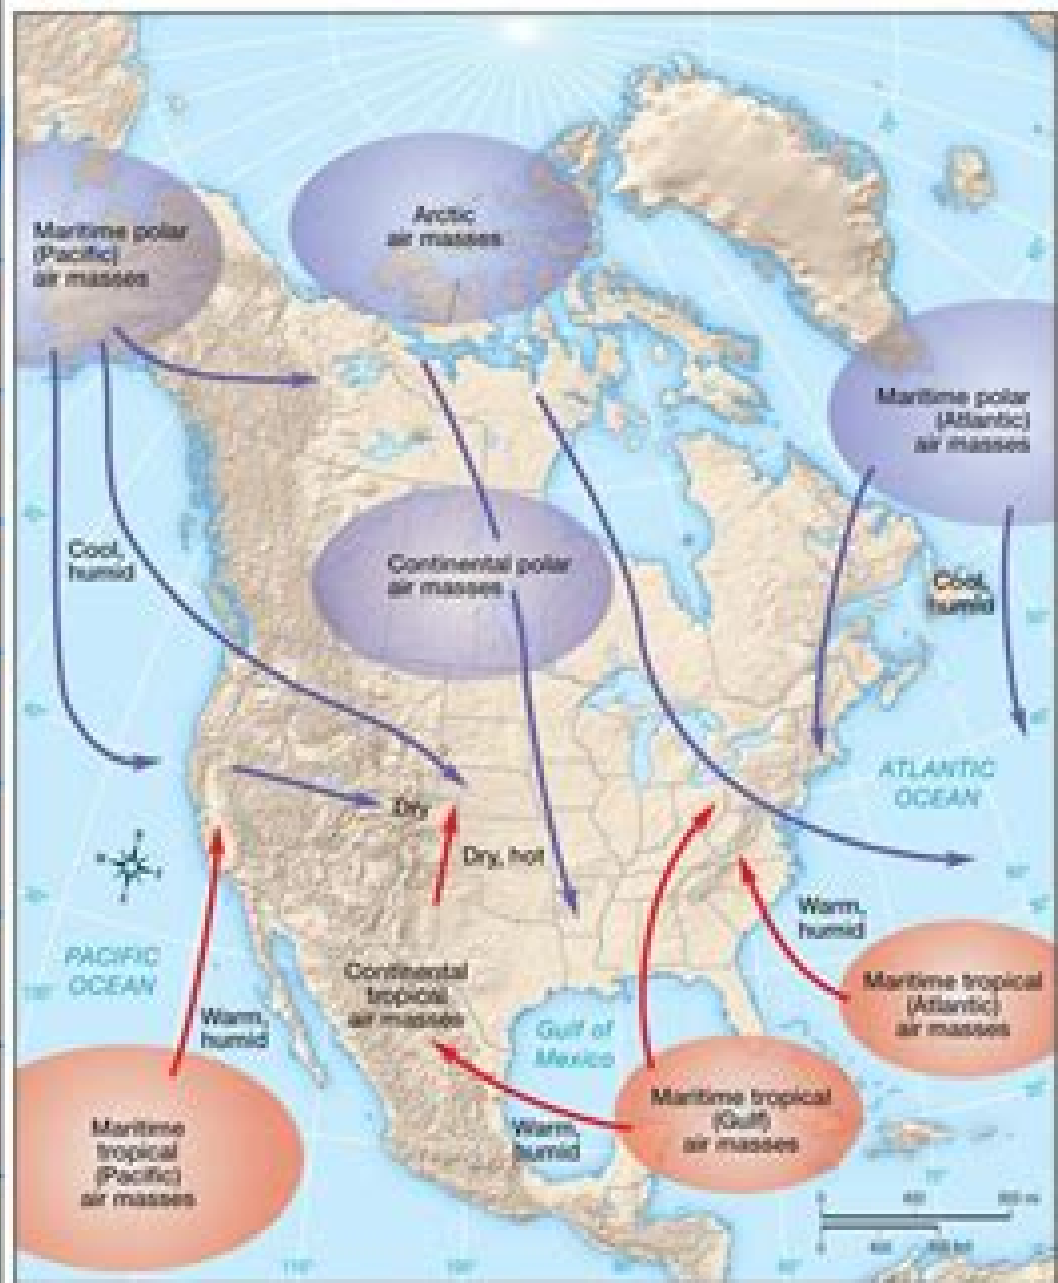 Arctic
air masses
Maritime polar
(Pacific)
air masses
Maritime polar
(Atlantic)
air masses
Continental polar
air masses
Cool,
humid
Cool,
humid
ATLANTIC
OCEAN
Dry
Dry, hot
Warm,
humid
PACIFIC
OCEAN
Continental
tropical
air masses
Maritime tropical
(Atlantic)
air masses
Warm,
humid
Gulf of
Mexico
Maritime
tropical
(Pacific)
air masses
Warm,
humid
Maritime tropical
(Gulf)
air masses